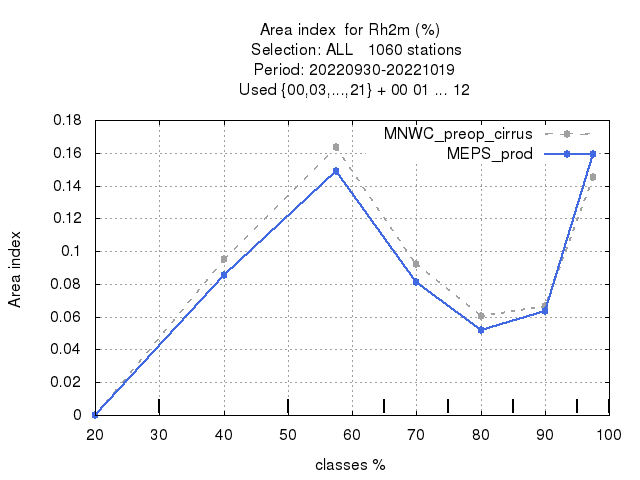 Area index  for Rh2m (%)
Selection: ALL   1060 stations
Period: 20220930-20221019
Used {00,03,...,21} + 00 01 ... 12
MNWC_preop_cirrus
MEPS_prod
Area index
0.18
0.16
0.14
0.12
0.1
0.08
0.06
0.04
0.02
0
20 30 40 50 60 70 80 90 100
classes %